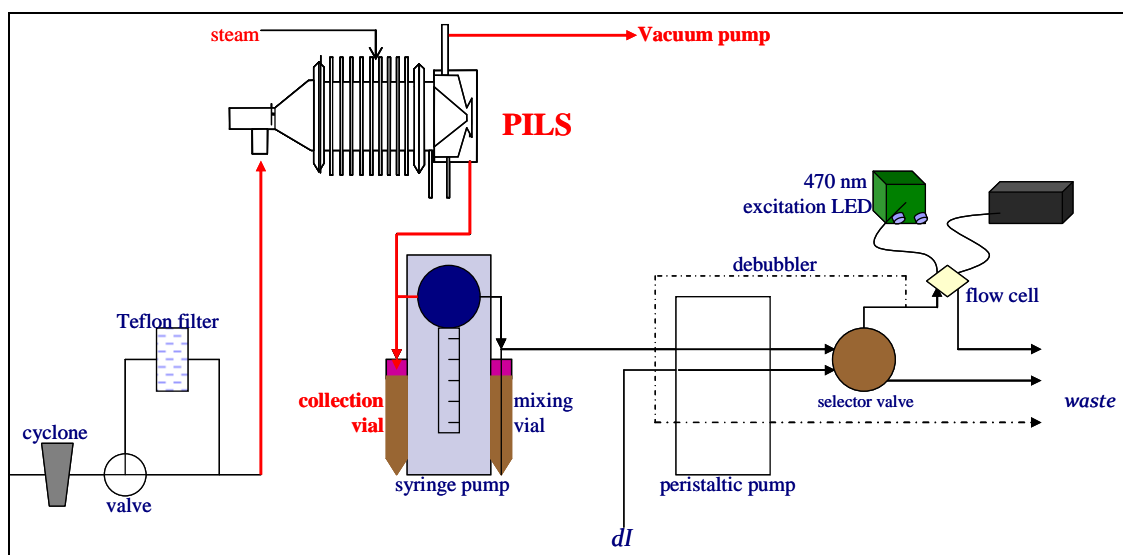 steam
Vacuum pump
PILS
470 nm
excitation LED
debubbler
flow cell
Teflon filter
collection
vial
mixing
vial
selector valve
waste
cyclone
valve
syringe pump
peristaltic pump
dI